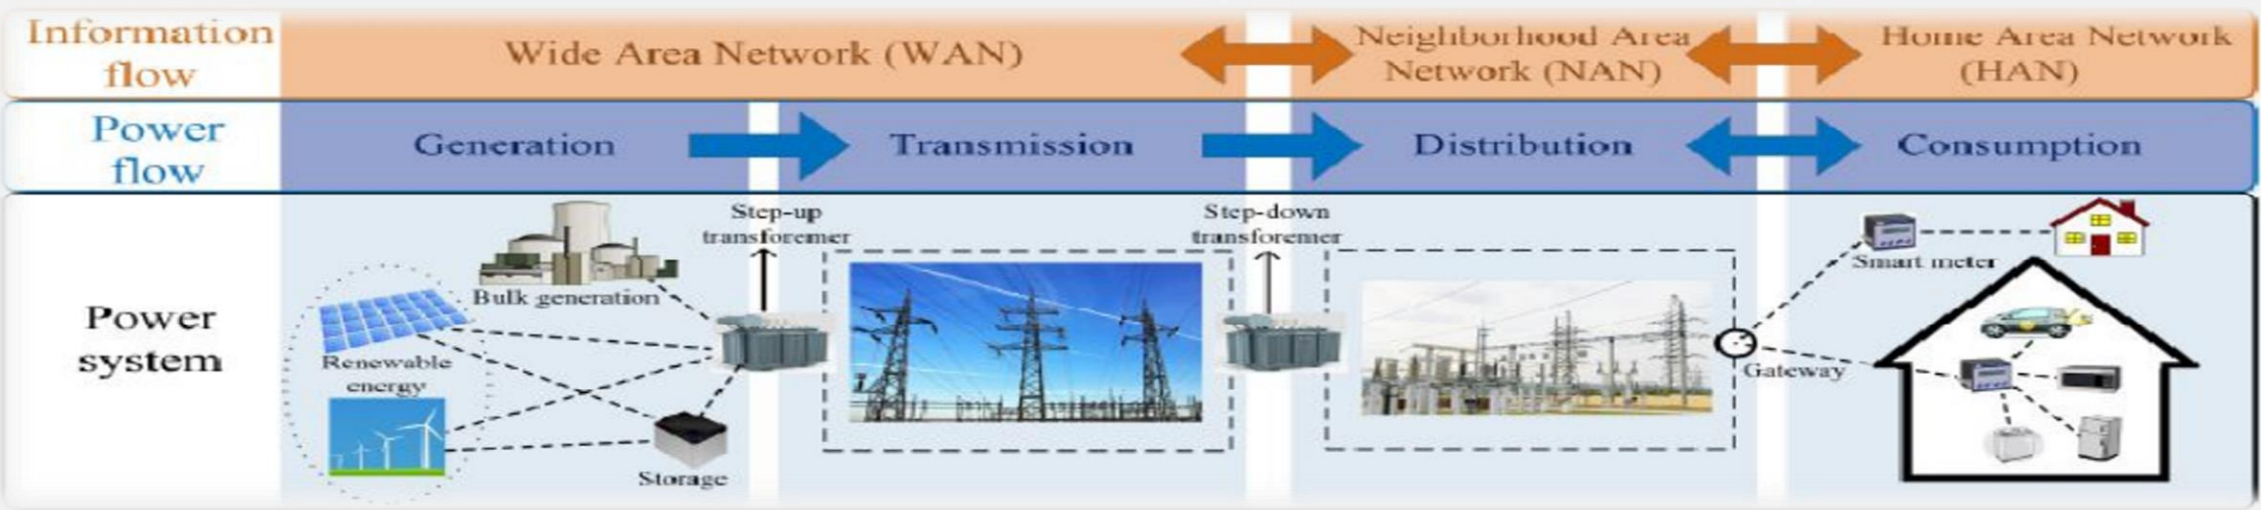 Information
flow
Wide Area Network (WAN)
Neighborhood Area
Network (NAN)
Home Area Network
(HAN)
Power
flow
Generation
Transmission
Distribution
Consumption
Power
system
Bulk generation
Renewable
energy
Storage
Step-up
transforemer
Step-down
transforemer
Gateway
Smart meter